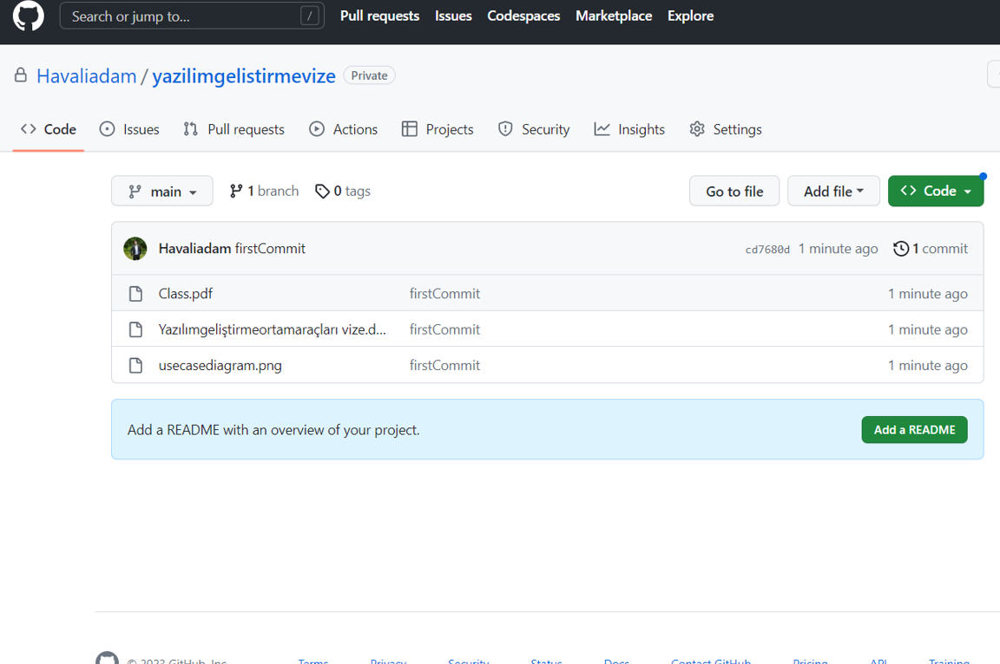 Search or jump to... / Pull requests Issues Codespaces Marketplace Explore
Havaliadam / yazilimgelistirmevize Private
Code Issues Pull requests Actions Projects Security Insights Settings
main 1 branch 0 tags Go to file Add file Code
Havaliadam firstCommit cd7680d 1 minute ago 1 commit
Class.pdf firstCommit 1 minute ago
Yazılımgeliştirmeortamaraçları vize.d... firstCommit 1 minute ago
usecasediagram.png firstCommit 1 minute ago
Add a README with an overview of your project. Add a README
© 2023 GitHub, Inc. Terms Privacy Security Status Docs Contact GitHub Pricing API Training